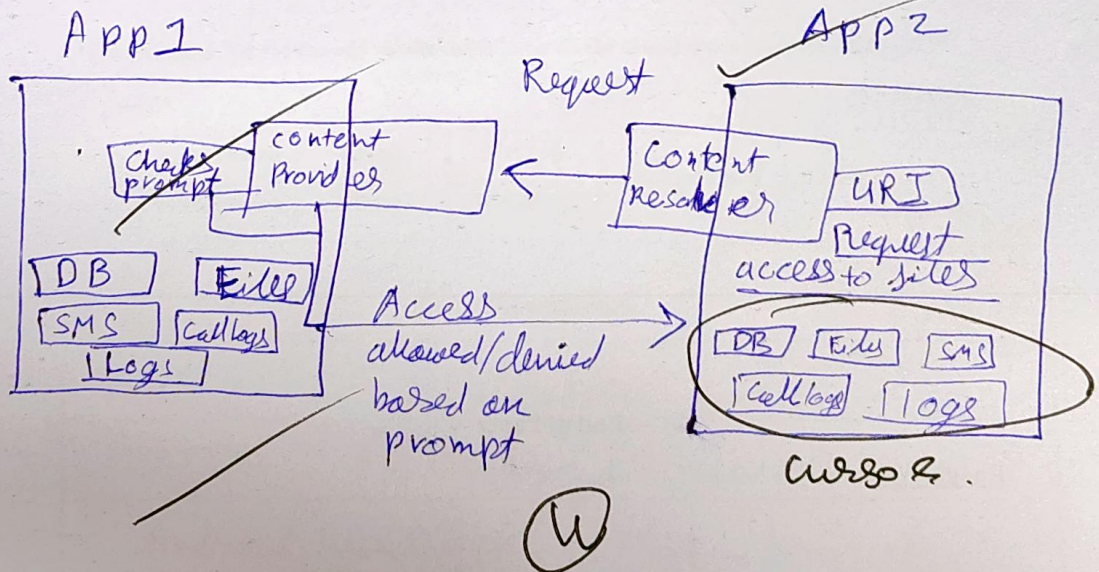 App1
App2
Request
Checks
prompt
content
Provider
Content
Resolver
URI
Request
access to files
DB
Files
SMS
Call logs
Logs
Access
allowed/denied
based on
prompt
DB
Files
SMS
Call logs
logs
cursor.